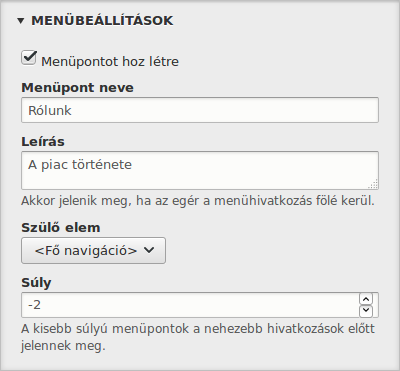 MENÜBEÁLLÍTÁSOK
Menüpontot hoz létre
Menüpont neve
Rólunk
Leírás
A piac története
Akkor jelenik meg, ha az egér a menühivatkozás fölé kerül.
Szülő elem
<Fő navigáció>
Súly
-2
A kisebb súlyú menüpontok a nehezebb hivatkozások előtt
jelennek meg.